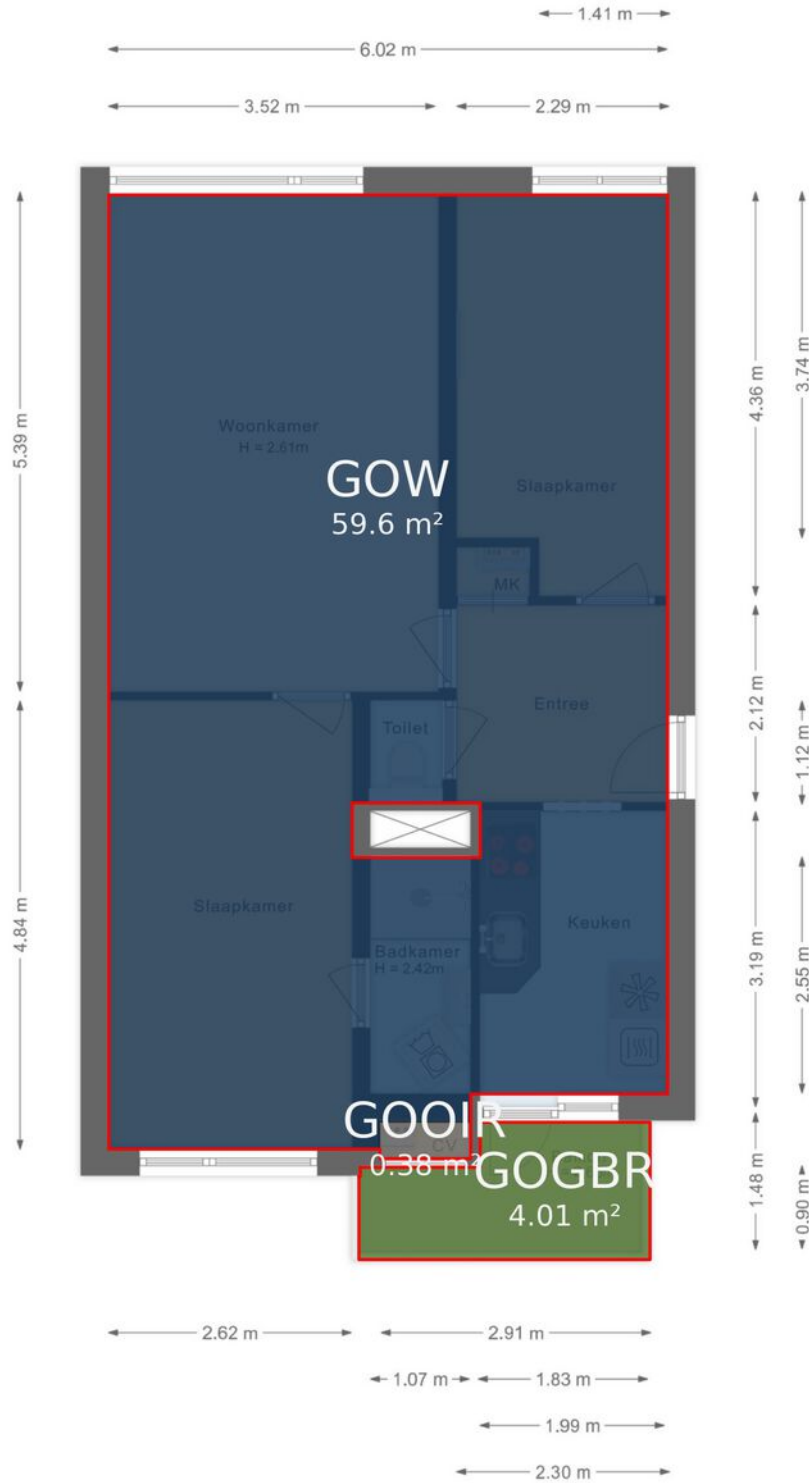 1.41 m
6.02 m
3.52 m
2.29 m
5.39 m
4.84 m
4.36 m
2.12 m
3.19 m
1.48 m
3.74 m
1.12 m
2.55 m
0.90 m
Woonkamer
H = 2.61m
GOW
59.6 m²
Slaapkamer
MK
Entree
Toilet
Slaapkamer
Keuken
Badkamer
H = 2.42m
GOOIR
0.38 m²
CV
GOGBR
4.01 m²
2.62 m
2.91 m
1.07 m
1.83 m
1.99 m
2.30 m